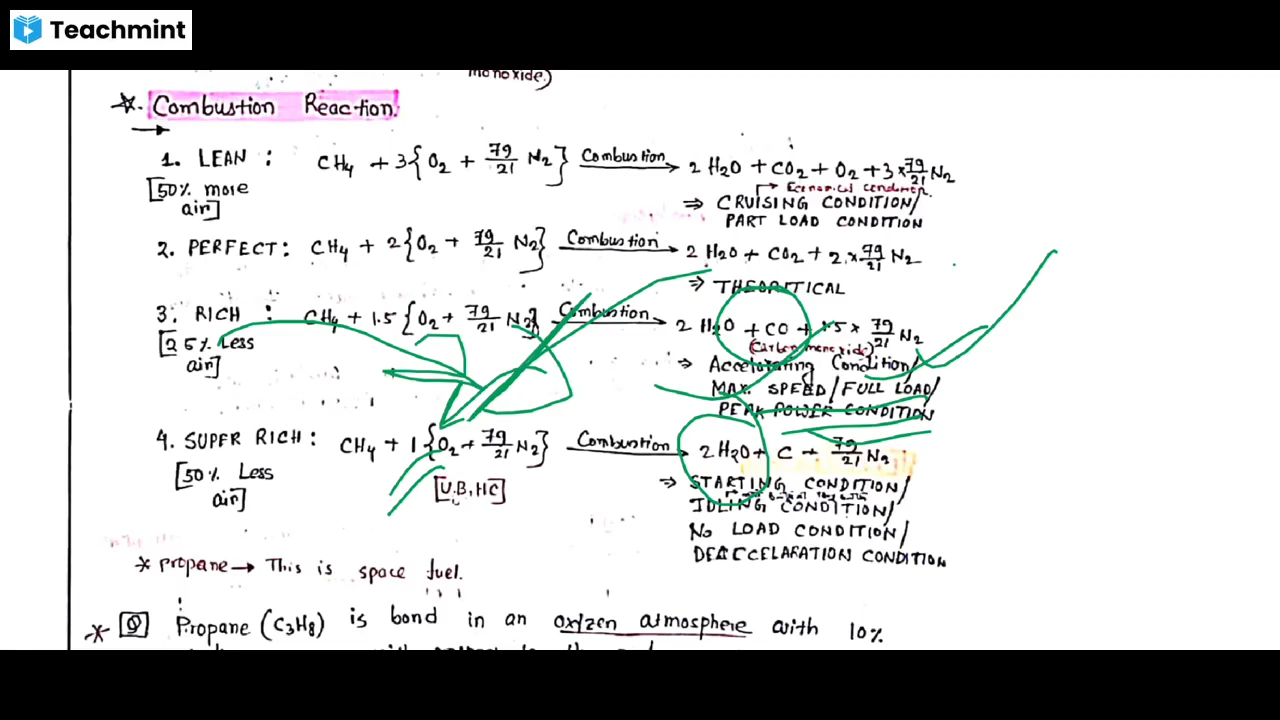 Teachmint
monoxide.)
Combustion Reaction.
1. LEAN : CH4 + 3{O2 + 79/21 N2} Combustion → 2 H2O + CO2 + O2 + 3 × 79/21 N2
[50% more air]
→ Economical condition.
⇒ CRUISING CONDITION/
PART LOAD CONDITION
2. PERFECT: CH4 + 2{O2 + 79/21 N2} Combustion → 2 H2O + CO2 + 2 × 79/21 N2
⇒ THEORITICAL
3. RICH : CH4 + 1.5 {O2 + 79/21 N2} Combustion → 2 H2O + CO + 1.5 × 79/21 N2
(Carbon monoxide)
[25% Less air]
⇒ Accelerating Condition/
MAX. SPEED/FULL LOAD/
PEAK POWER CONDITION
4. SUPER RICH: CH4 + 1{O2 + 79/21 N2} Combustion → 2 H2O + C + 79/21 N2
[50% Less air]
[U.B.HC]
⇒ STARTING CONDITION/
IDLING CONDITION/
No LOAD CONDITION/
DEACCELARATION CONDITION
* propane → This is space fuel.
* Q Propane (C3H8) is bond in an oxizen atmosphere with 10%